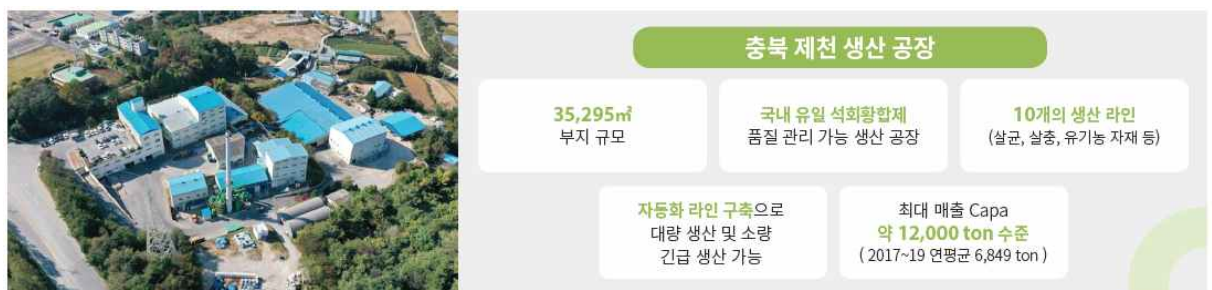 충북 제천 생산 공장
35,295㎡
부지 규모
국내 유일 석회황합제
품질 관리 가능 생산 공장
10개의 생산 라인
(살균, 살충, 유기농 자재 등)
자동화 라인 구축으로
대량 생산 및 소량
긴급 생산 가능
최대 매출 Capa
약 12,000 ton 수준
( 2017~19 연평균 6,849 ton )